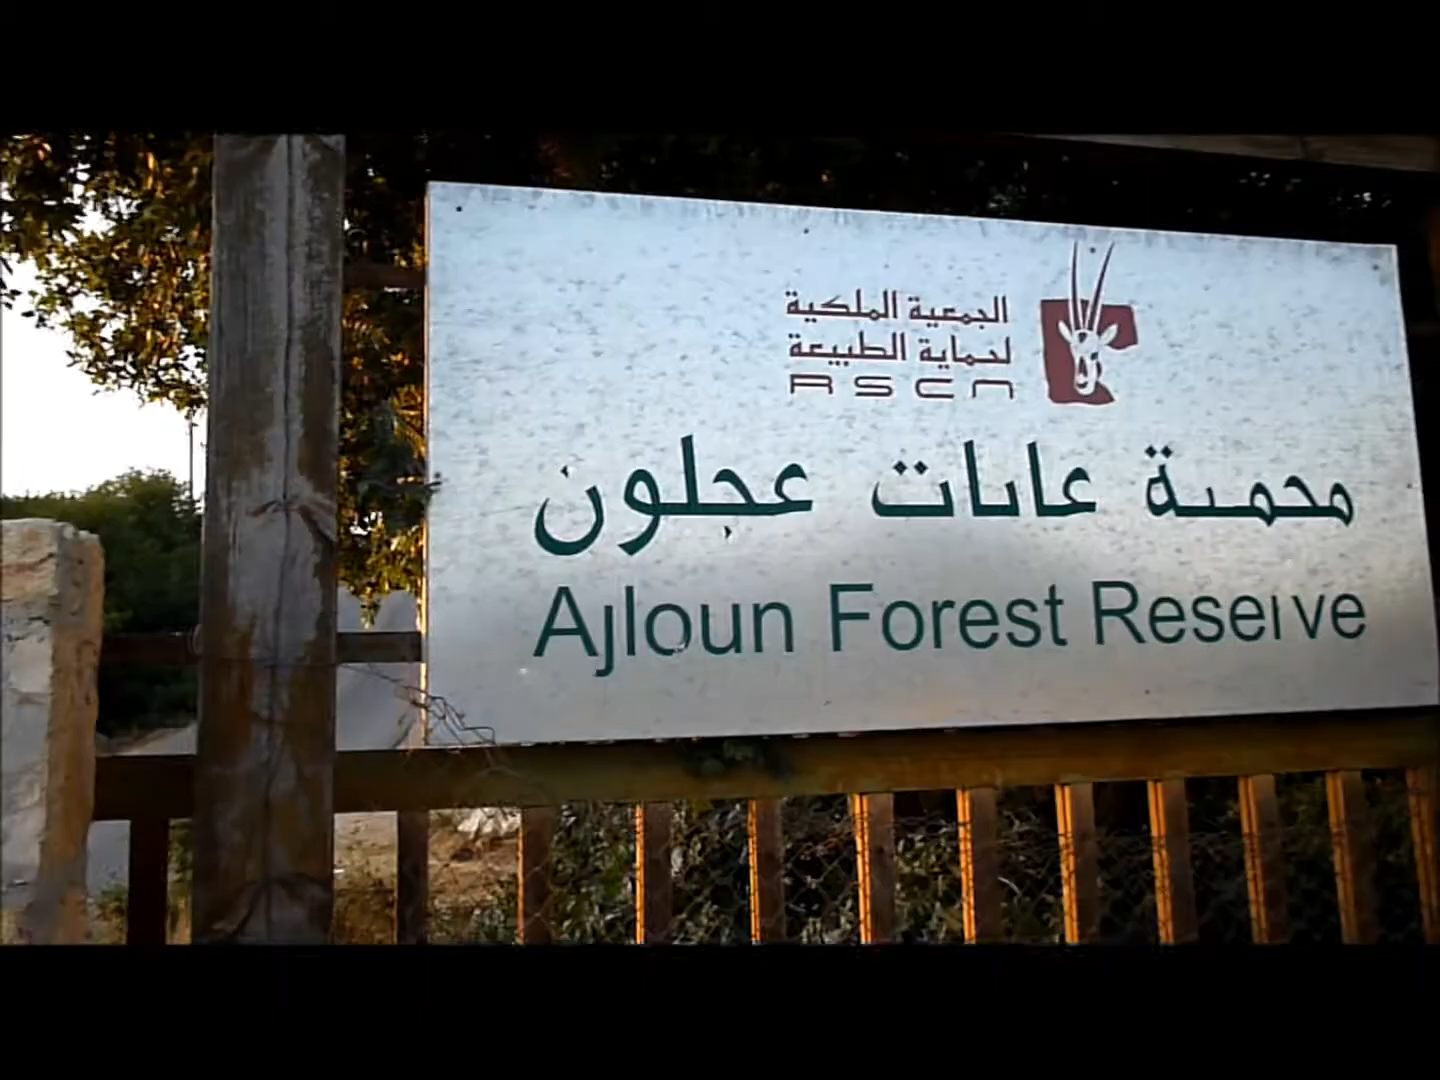 الجمعية الملكية
لحماية الطبيعة
RSCN
محمية غابات عجلون
Ajloun Forest Reserve